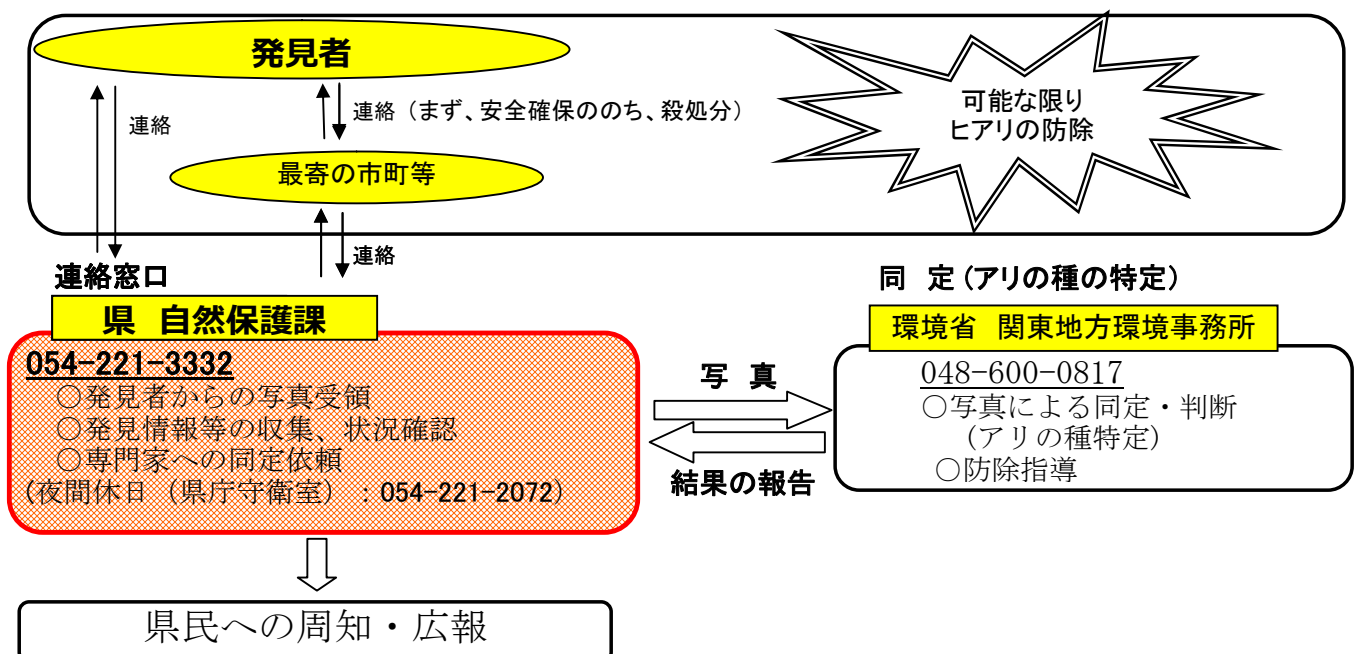 発見者
連絡
連絡（まず、安全確保ののち、殺処分）
可能な限り
ヒアリの防除
最寄の市町等
連絡
連絡窓口
県　自然保護課
054-221-3332
○発見者からの写真受領
○発見情報等の収集、状況確認
○専門家への同定依頼
(夜間休日（県庁守衛室）：054-221-2072)
写　真
結果の報告
同　定（アリの種の特定）
環境省　関東地方環境事務所
048-600-0817
○写真による同定・判断
（アリの種特定）
○防除指導
県民への周知・広報